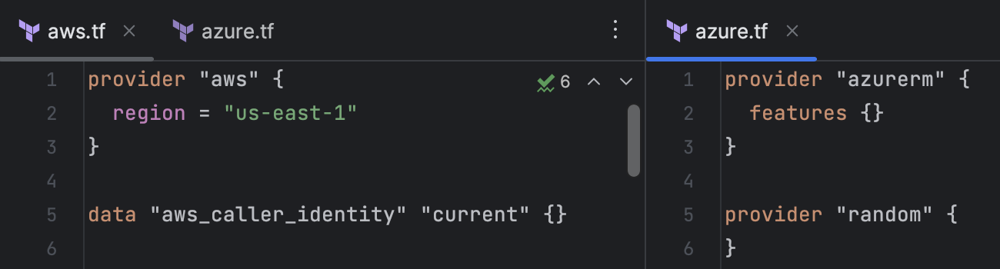 aws.tf
azure.tf
6
1 provider "aws" {
2   region = "us-east-1"
3 }
4
5 data "aws_caller_identity" "current" {}
6
azure.tf
1 provider "azurerm" {
2   features {}
3 }
4
5 provider "random" {
6 }